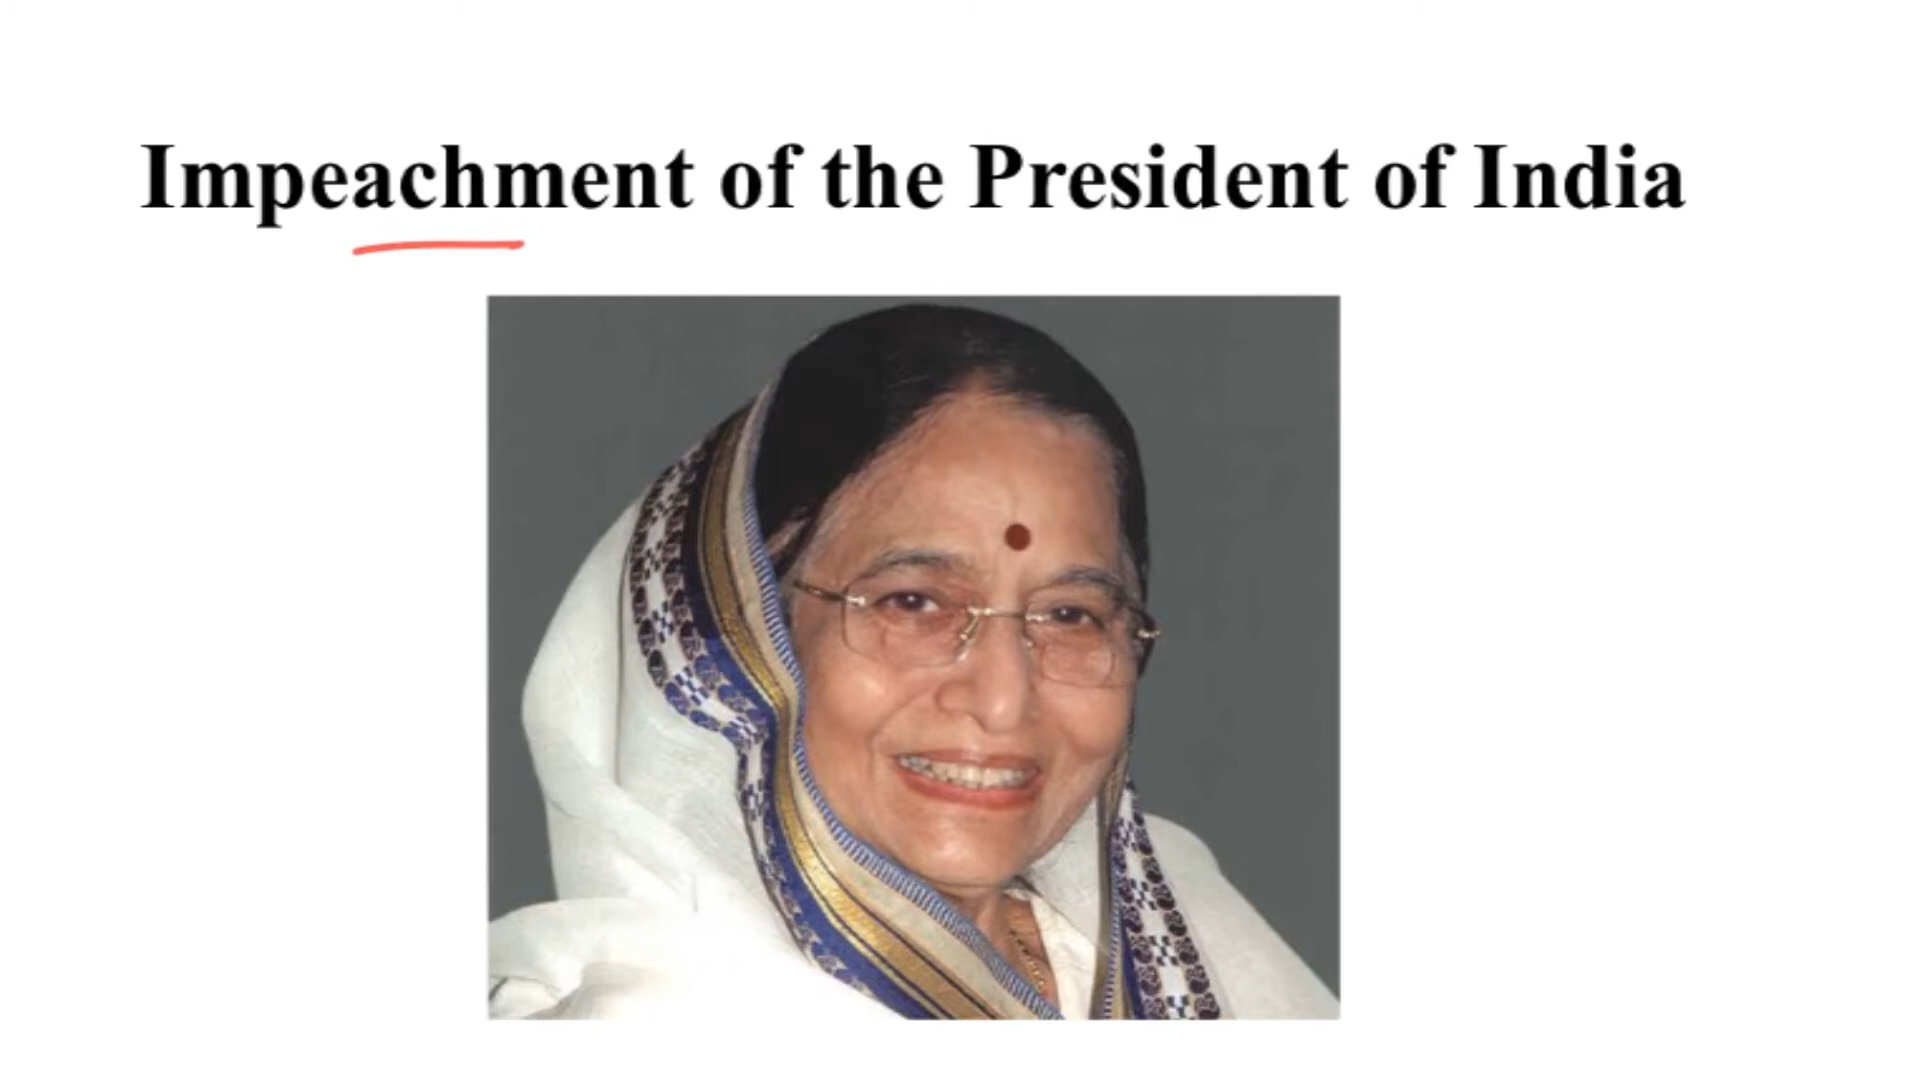 Impeachment of the President of India